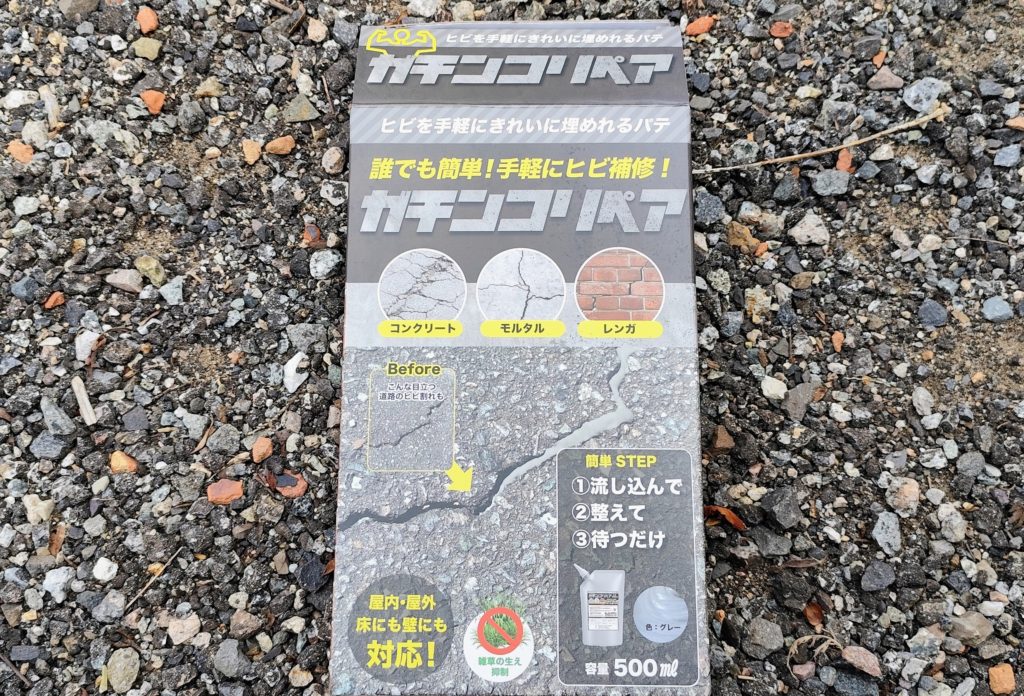 ヒビを手軽にきれいに埋めれるパテ
ガチンコリペア
ヒビを手軽にきれいに埋めれるパテ
誰でも簡単!手軽にヒビ補修!
ガチンコリペア
コンクリート
モルタル
レンガ
Before
こんな目立つ
道路のヒビ割れも
簡単 STEP
①流し込んで
②整えて
③待つだけ
屋内・屋外
床にも壁にも
対応!
雑草の生え
抑制
色:グレー
容量 500ml